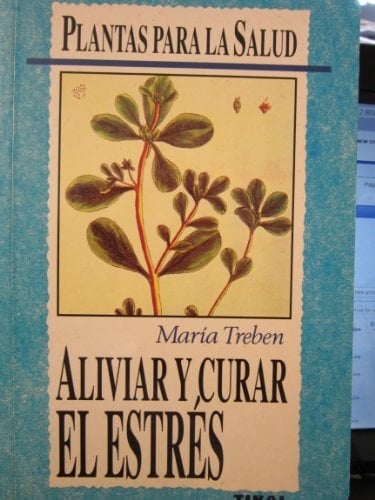 PLANTAS PARA LA SALUD
María Treben
ALIVIAR Y CURAR
EL ESTRÉS